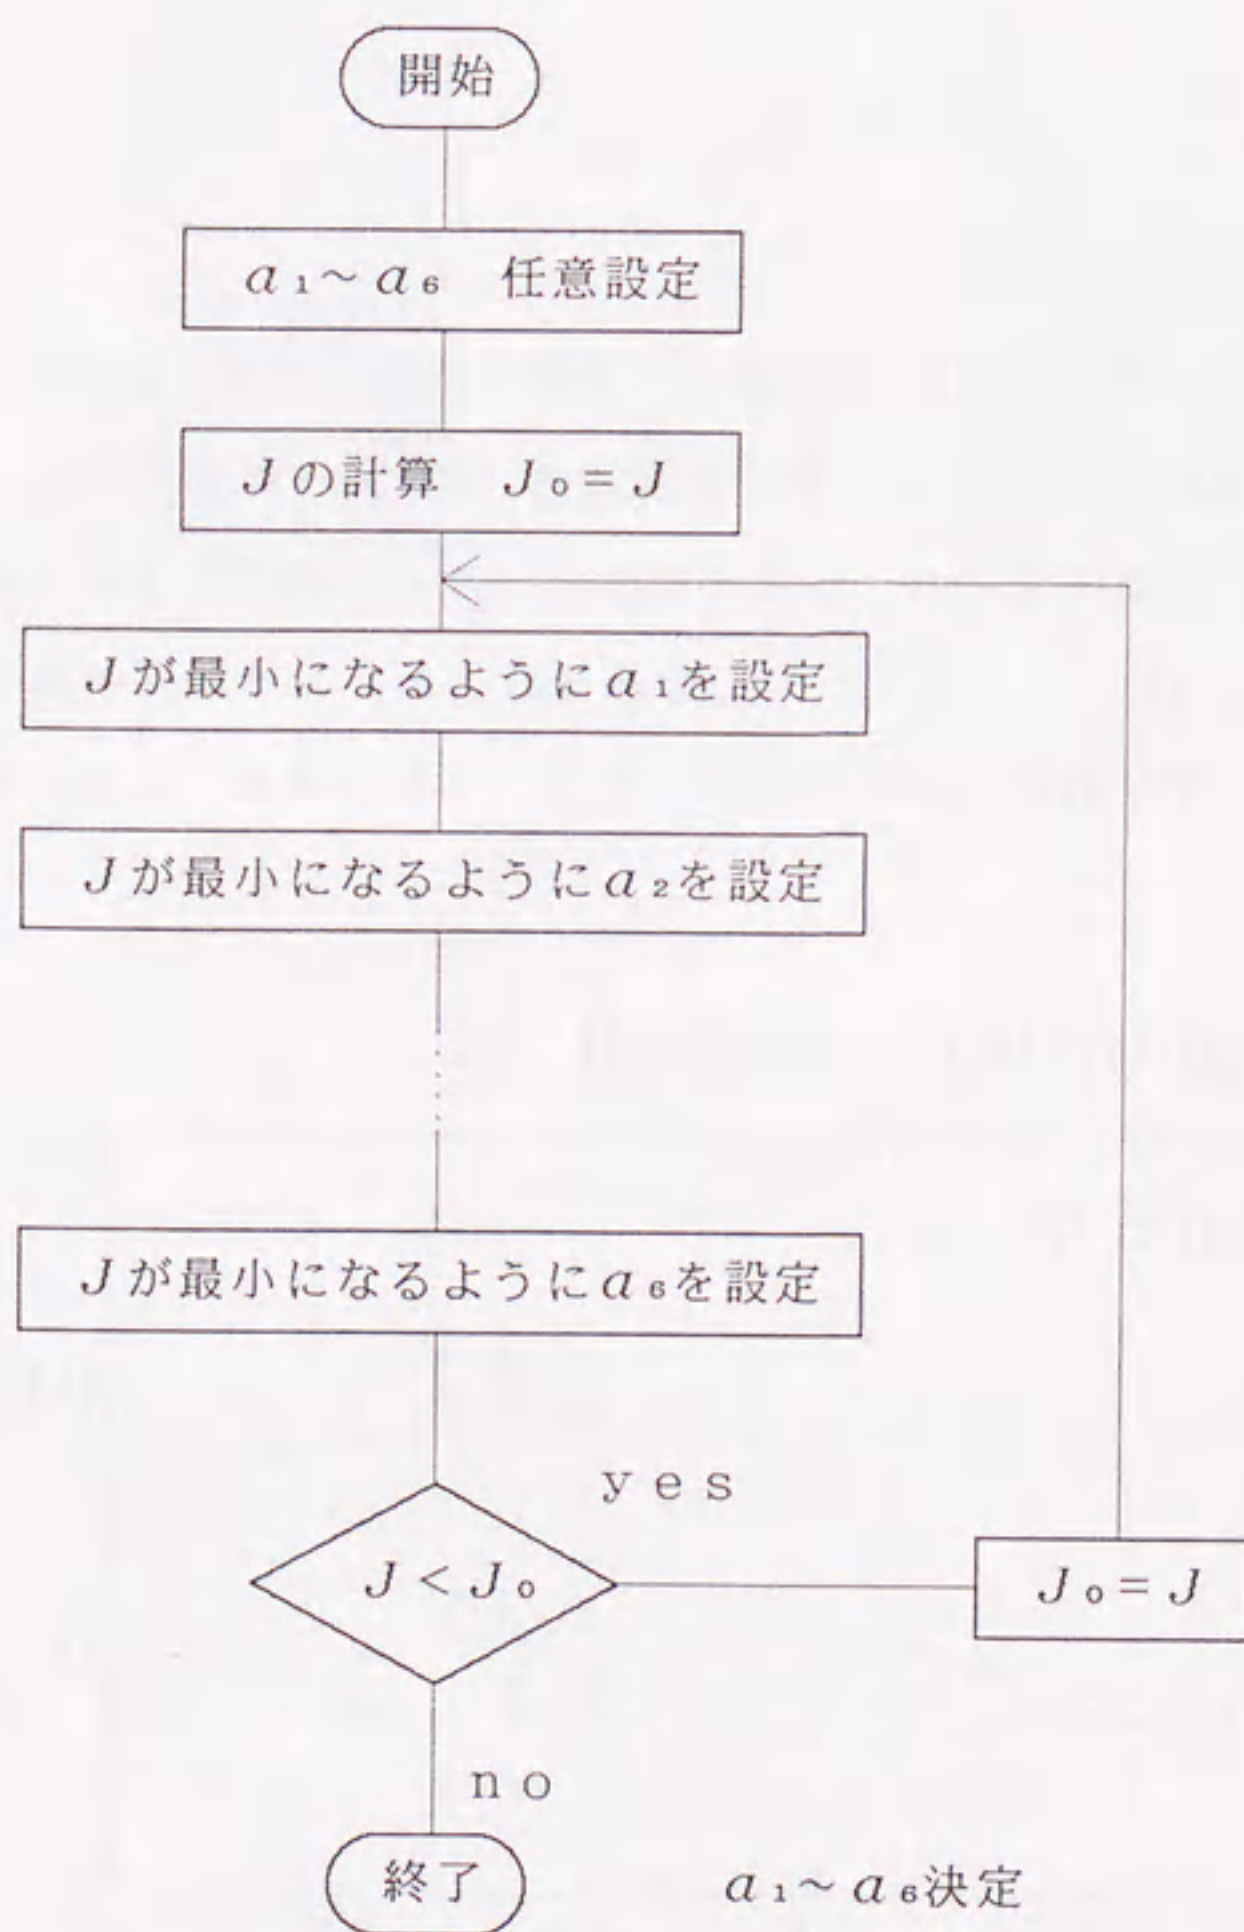 開始
a₁~a₆ 任意設定
Jの計算 J₀=J
Jが最小になるようにa₁を設定
Jが最小になるようにa₂を設定
Jが最小になるようにa₆を設定
yes
J<J₀
J₀=J
no
終了
a₁~a₆決定